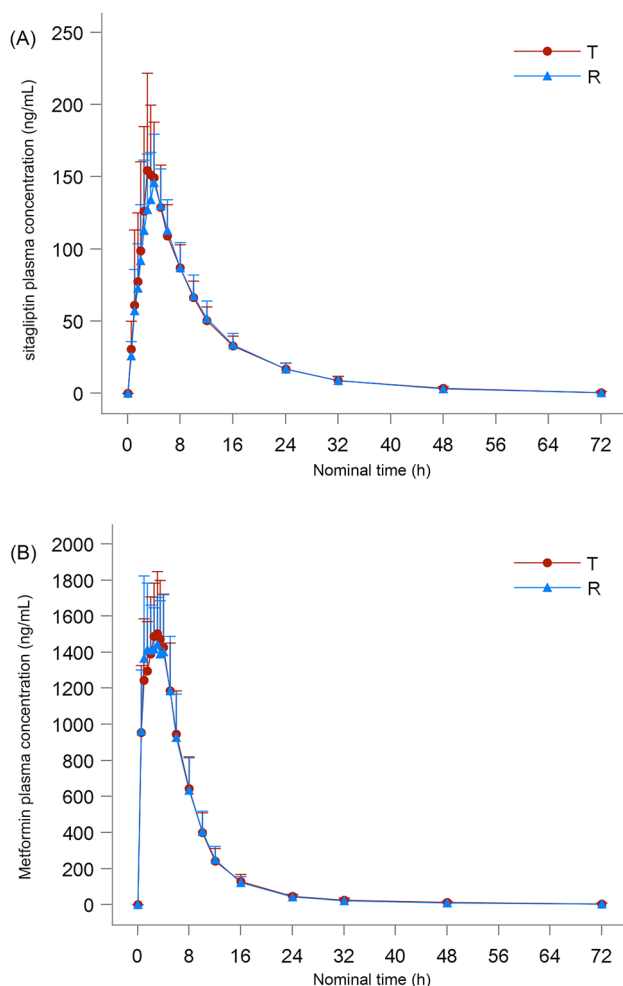 (A)
sitagliptin plasma concentration (ng/mL)
250
200
150
100
50
0
T
R
0 8 16 24 32 40 48 56 64 72
Nominal time (h)
(B)
Metformin plasma concentration (ng/mL)
2000
1800
1600
1400
1200
1000
800
600
400
200
0
T
R
0 8 16 24 32 40 48 56 64 72
Nominal time (h)